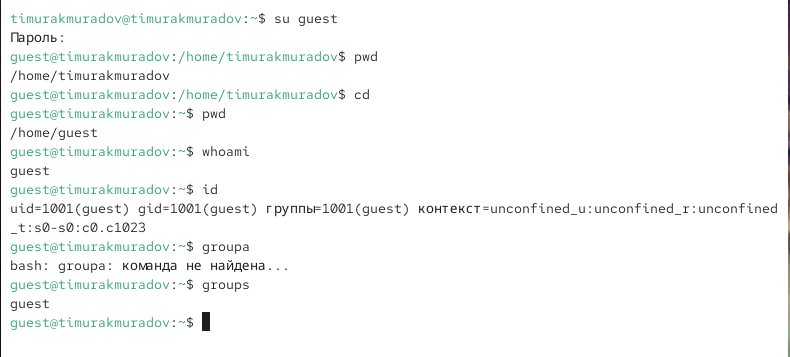 timurakmuradov@timurakmuradov:~$ su guest
Пароль:
guest@timurakmuradov:/home/timurakmuradov$ pwd
/home/timurakmuradov
guest@timurakmuradov:/home/timurakmuradov$ cd
guest@timurakmuradov:~$ pwd
/home/guest
guest@timurakmuradov:~$ whoami
guest
guest@timurakmuradov:~$ id
uid=1001(guest) gid=1001(guest) группы=1001(guest) контекст=unconfined_u:unconfined_r:unconfined
_t:s0-s0:c0.c1023
guest@timurakmuradov:~$ groupa
bash: groupa: команда не найдена...
guest@timurakmuradov:~$ groups
guest
guest@timurakmuradov:~$